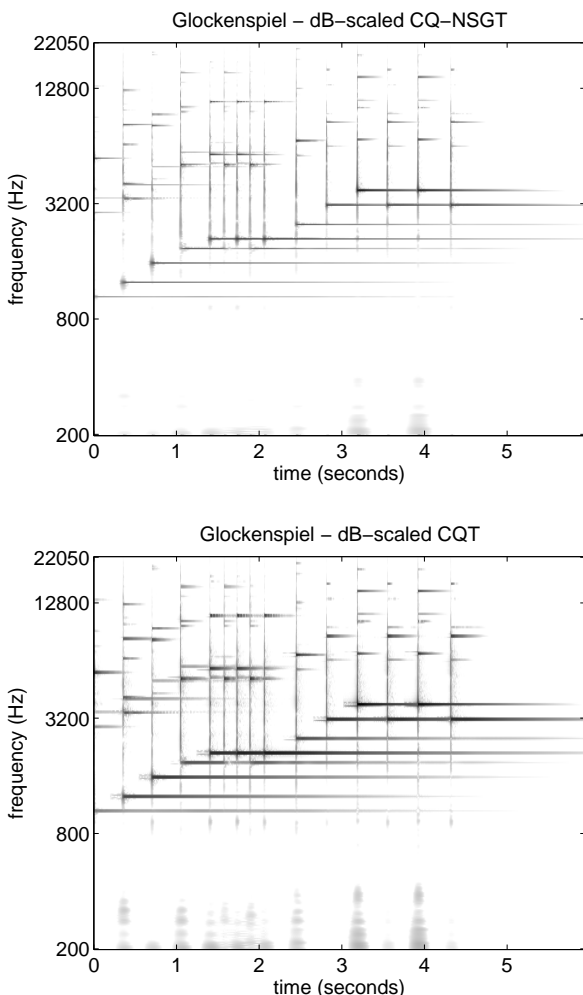 Glockenspiel − dB−scaled CQ−NSGT
22050
12800
3200
800
200
frequency (Hz)
0 1 2 3 4 5
time (seconds)
Glockenspiel − dB−scaled CQT
22050
12800
3200
800
200
frequency (Hz)
0 1 2 3 4 5
time (seconds)